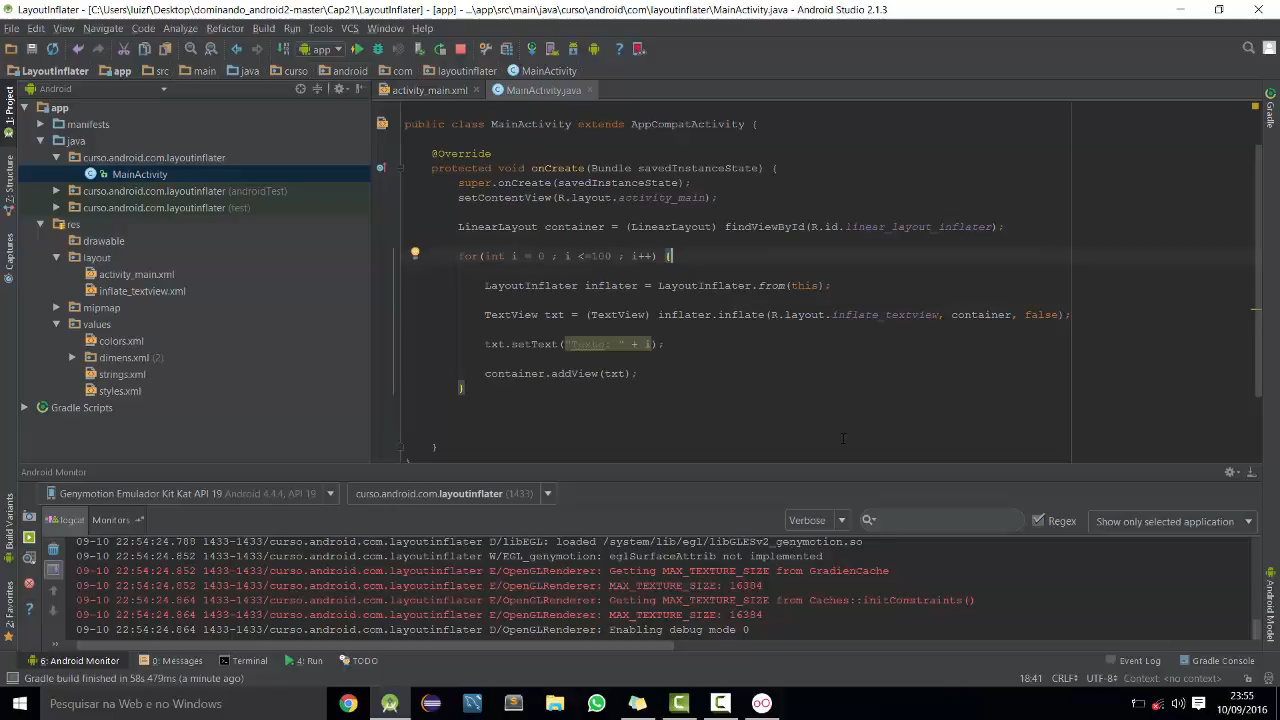 LayoutInflater - [C:\Users\luizf\Desktop\dominando_android2-master\Cap21\LayoutInflater] - [app] - ...\app\src\main\java\curso\android\com\layoutinflater\MainActivity.java - Android Studio 2.1.3
File Edit View Navigate Code Analyze Refactor Build Run Tools VCS Window Help
app
LayoutInflater app src main java curso android com layoutinflater MainActivity
Android
activity_main.xml MainActivity.java
1: Project
7: Structure
Captures
Build Variants
2: Favorites
Gradle
Android Model
app
manifests
java
curso.android.com.layoutinflater
MainActivity
curso.android.com.layoutinflater (androidTest)
curso.android.com.layoutinflater (test)
res
drawable
layout
activity_main.xml
inflate_textview.xml
mipmap
values
colors.xml
dimens.xml (2)
strings.xml
styles.xml
Gradle Scripts
public class MainActivity extends AppCompatActivity {
@Override
protected void onCreate(Bundle savedInstanceState) {
super.onCreate(savedInstanceState);
setContentView(R.layout.activity_main);
LinearLayout container = (LinearLayout) findViewById(R.id.linear_layout_inflater);
for(int i = 0 ; i <=100 ; i++) {
LayoutInflater inflater = LayoutInflater.from(this);
TextView txt = (TextView) inflater.inflate(R.layout.inflate_textview, container, false);
txt.setText("Texto: " + i);
container.addView(txt);
}
}
Android Monitor
Genymotion Emulador Kit Kat API 19 Android 4.4.4, API 19 curso.android.com.layoutinflater (1433)
logcat Monitors Verbose Regex Show only selected application
09-10 22:54:24.788 1433-1433/curso.android.com.layoutinflater D/libEGL: loaded /system/lib/egl/libGLESv2_genymotion.so
09-10 22:54:24.852 1433-1433/curso.android.com.layoutinflater W/EGL_genymotion: eglSurfaceAttrib not implemented
09-10 22:54:24.852 1433-1433/curso.android.com.layoutinflater E/OpenGLRenderer: Getting MAX_TEXTURE_SIZE from GradienCache
09-10 22:54:24.852 1433-1433/curso.android.com.layoutinflater E/OpenGLRenderer: MAX_TEXTURE_SIZE: 16384
09-10 22:54:24.864 1433-1433/curso.android.com.layoutinflater E/OpenGLRenderer: Getting MAX_TEXTURE_SIZE from Caches::initConstraints()
09-10 22:54:24.864 1433-1433/curso.android.com.layoutinflater E/OpenGLRenderer: MAX_TEXTURE_SIZE: 16384
09-10 22:54:24.864 1433-1433/curso.android.com.layoutinflater D/OpenGLRenderer: Enabling debug mode 0
6: Android Monitor 0: Messages Terminal 4: Run TODO Event Log Gradle Console
Gradle build finished in 58s 479ms (a minute ago) 18:41 CRLF÷ UTF-8÷ Context: <no context>
Pesquisar na Web e no Windows
23:55
10/09/2016